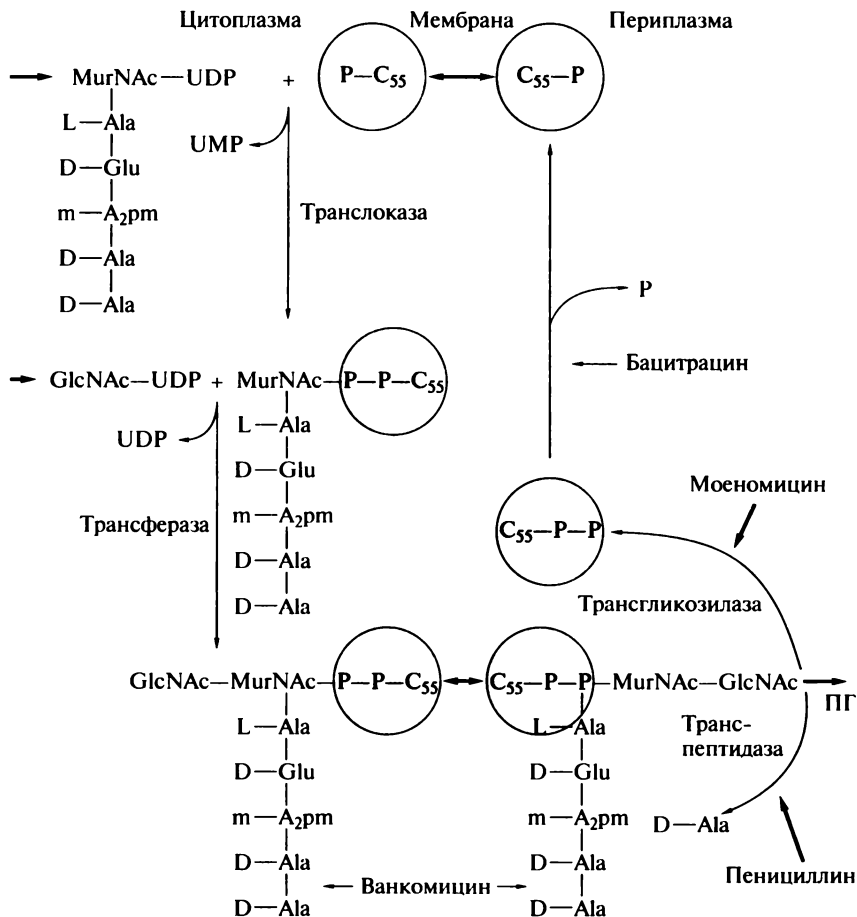 Цитоплазма Мембрана Периплазма
MurNAc—UDP + P—C₅₅ C₅₅—P
L—Ala
UMP
D—Glu
m—A₂pm
Транслоказа
D—Ala
D—Ala
P
Бацитрацин
GlcNAc—UDP + MurNAc—P—P—C₅₅
L—Ala
UDP
D—Glu
Моеномицин
m—A₂pm
Трансфераза
C₅₅—P—P
D—Ala
D—Ala
Трансгликозилаза
GlcNAc—MurNAc—P—P—C₅₅ C₅₅—P—P—MurNAc—GlcNAc
ПГ
L—Ala L—Ala
Транс-
пептидаза
D—Glu D—Glu
m—A₂pm m—A₂pm
D—Ala
D—Ala D—Ala
Пенициллин
Ванкомицин
D—Ala D—Ala